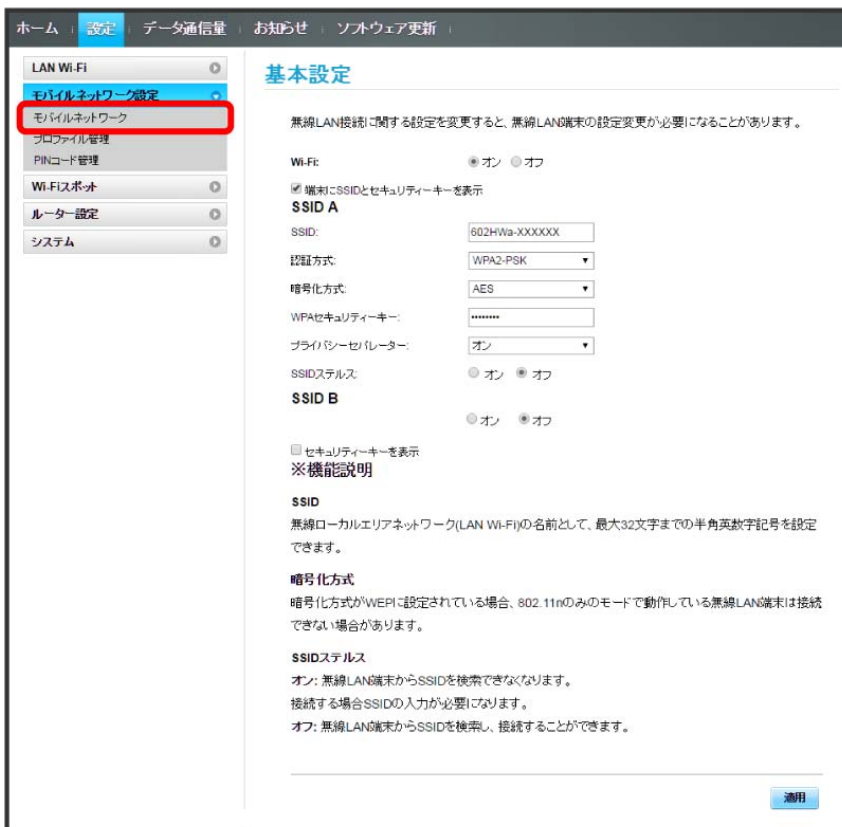 ホーム 設定 データ通信量 お知らせ ソフトウェア更新
LAN Wi-Fi
モバイルネットワーク設定
モバイルネットワーク
プロファイル管理
PINコード管理
Wi-Fiスポット
ルーター設定
システム
基本設定
無線LAN接続に関する設定を変更すると、無線LAN端末の設定変更が必要になることがあります。
Wi-Fi: オン オフ
端末にSSIDとセキュリティーキーを表示
SSID A
SSID: 602HWa-XXXXXX
認証方式: WPA2-PSK
暗号化方式: AES
WPAセキュリティーキー: ••••••••
プライバシーセパレーター: オン
SSIDステルス: オン オフ
SSID B
オン オフ
セキュリティーキーを表示
※機能説明
SSID
無線ローカルエリアネットワーク(LAN Wi-Fi)の名前として、最大32文字までの半角英数字記号を設定
できます。
暗号化方式
暗号化方式がWEPに設定されている場合、802.11nのみのモードで動作している無線LAN端末は接続
できない場合があります。
SSIDステルス
オン: 無線LAN端末からSSIDを検索できなくなります。
接続する場合SSIDの入力が必要になります。
オフ: 無線LAN端末からSSIDを検索し、接続することができます。
適用